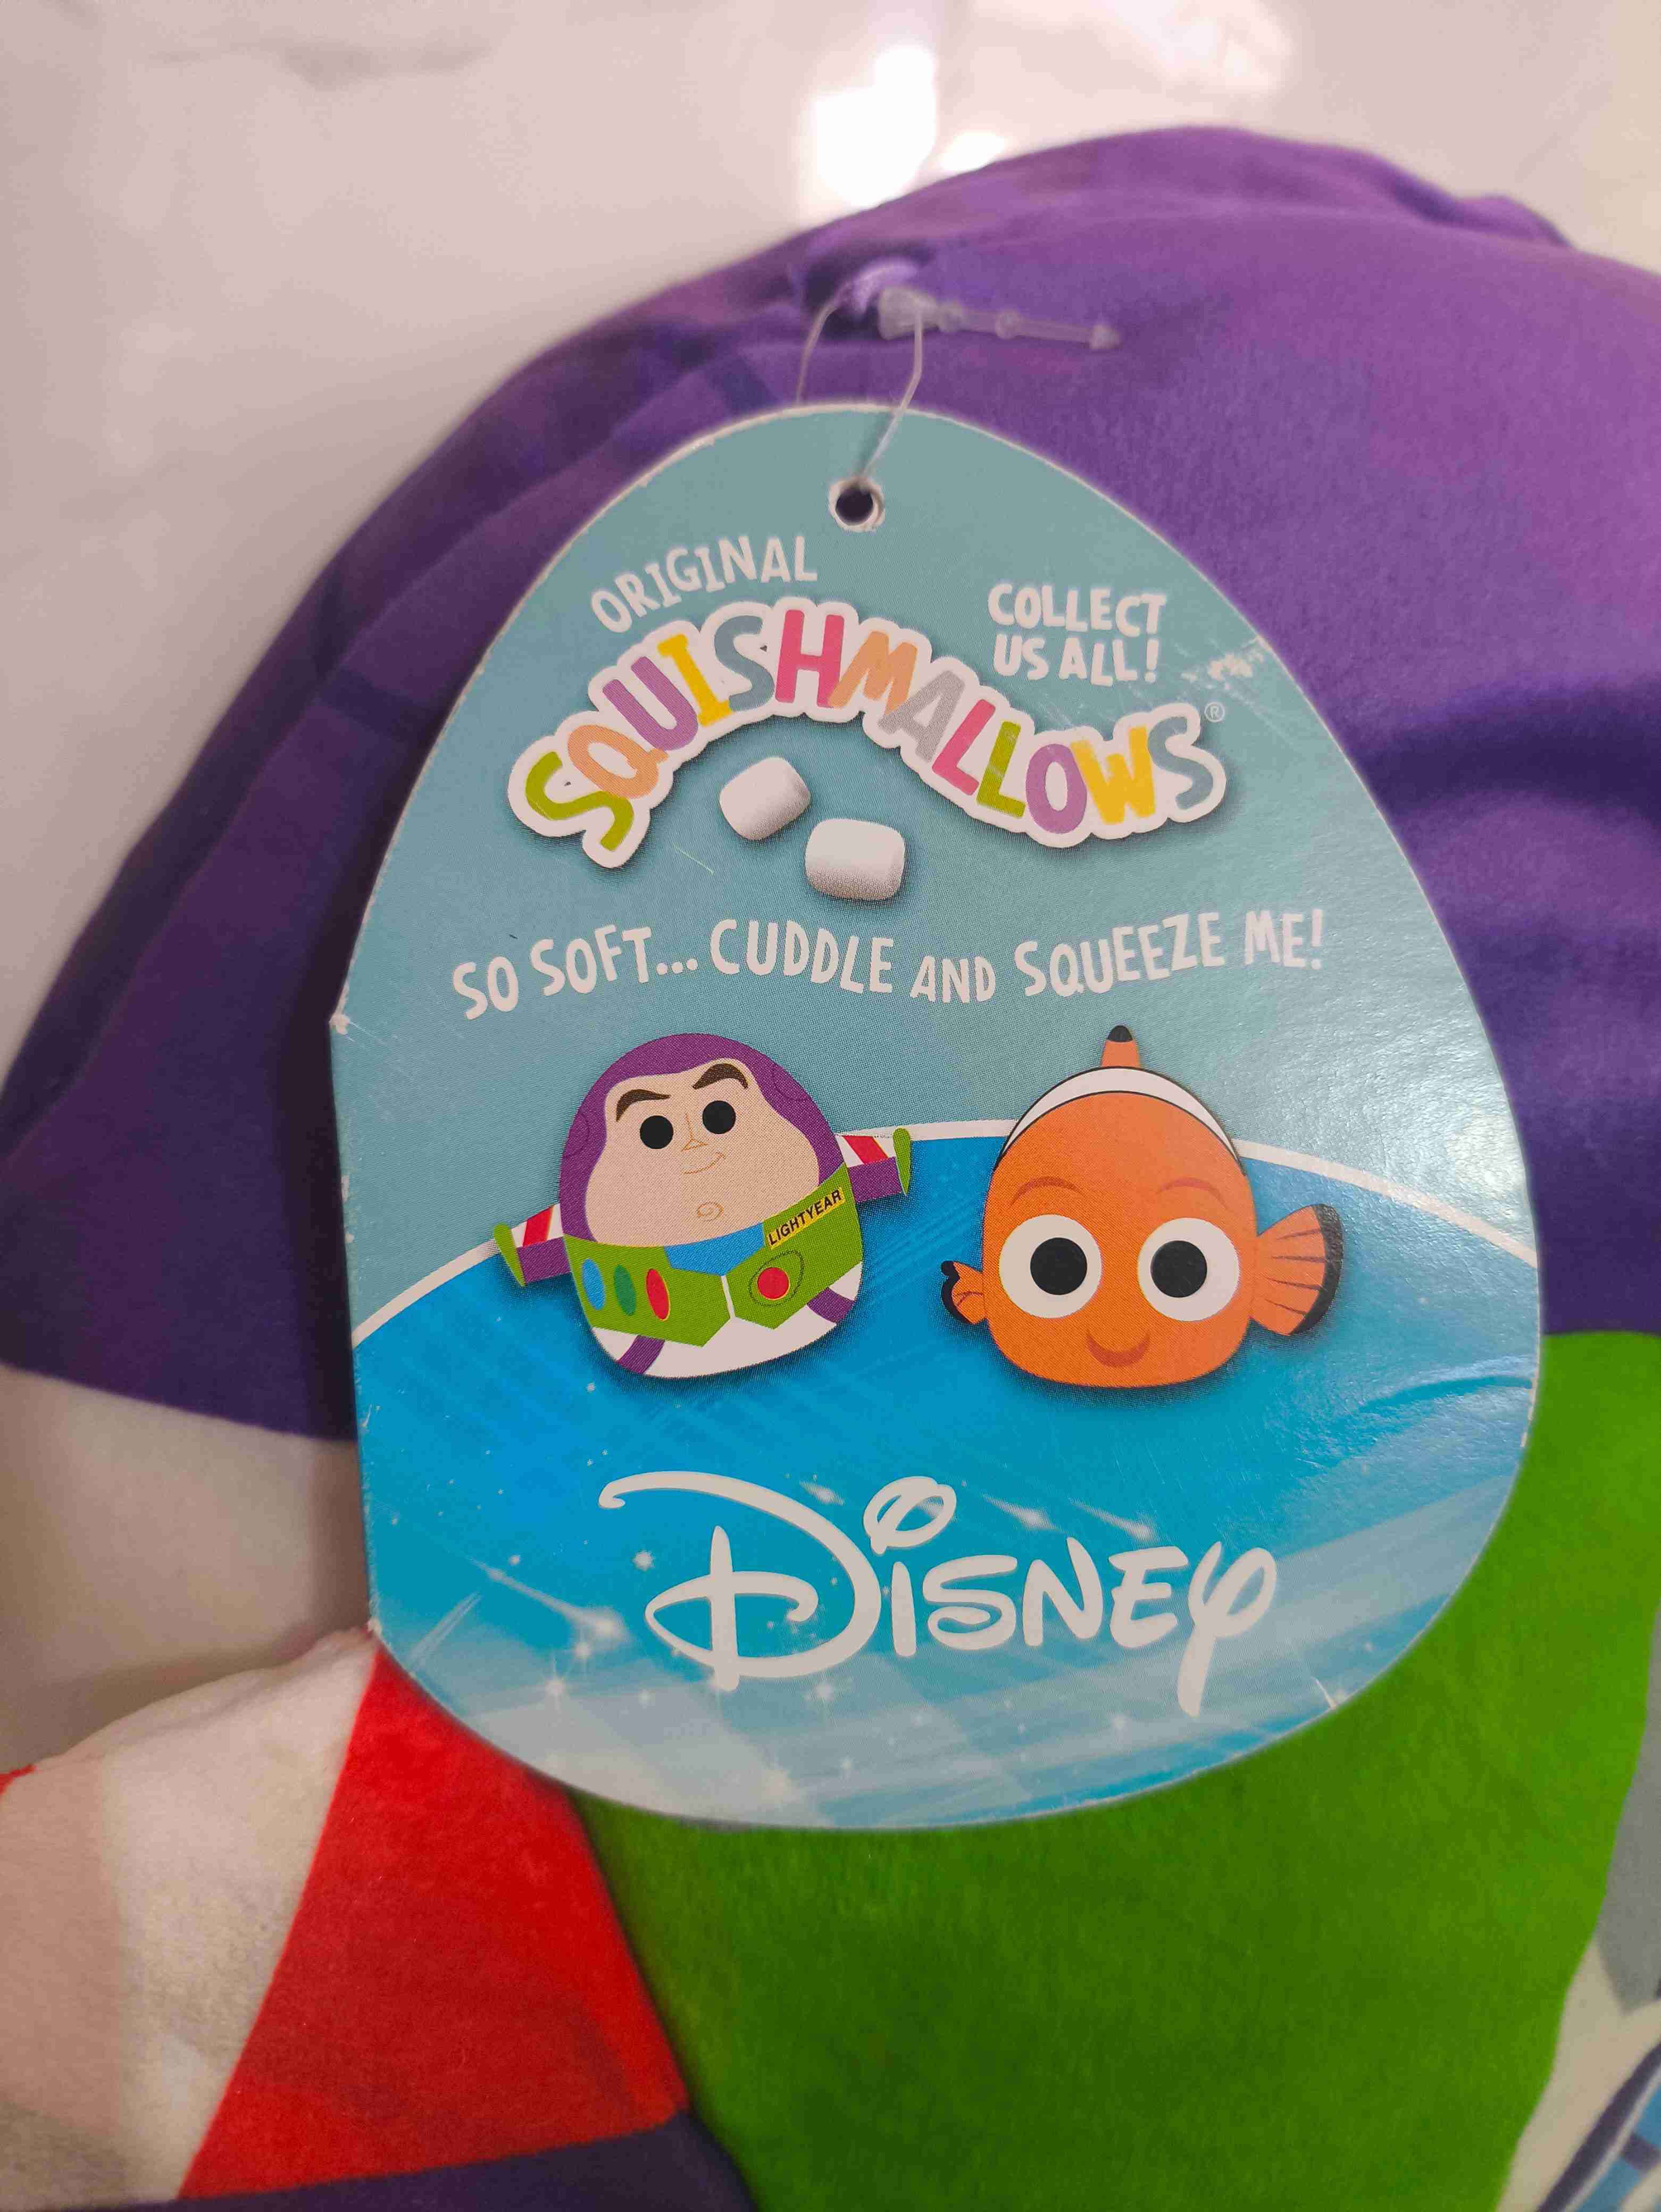 ORIGINAL
SQUISHMALLOWS®
COLLECT
US ALL!
SO SOFT... CUDDLE AND SQUEEZE ME!
LIGHTYEAR
DISNEY